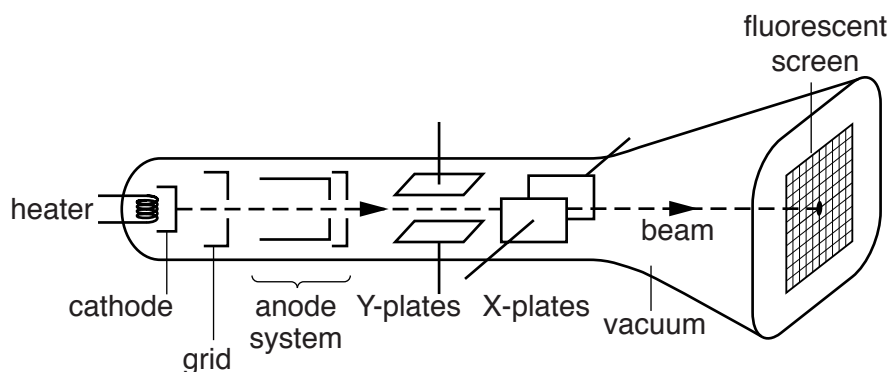 fluorescent
screen
heater
beam
cathode
anode
system
Y-plates
X-plates
vacuum
grid